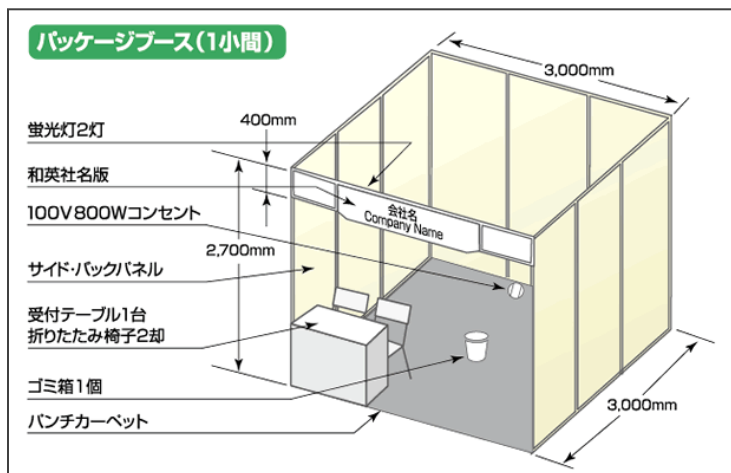 パッケージブース(1小間)
3,000mm
蛍光灯2灯
400mm
和英社名版
会社名
Company Name
100V800Wコンセント
2,700mm
サイド・バックパネル
受付テーブル1台
折りたたみ椅子2却
ゴミ箱1個
3,000mm
パンチカーペット